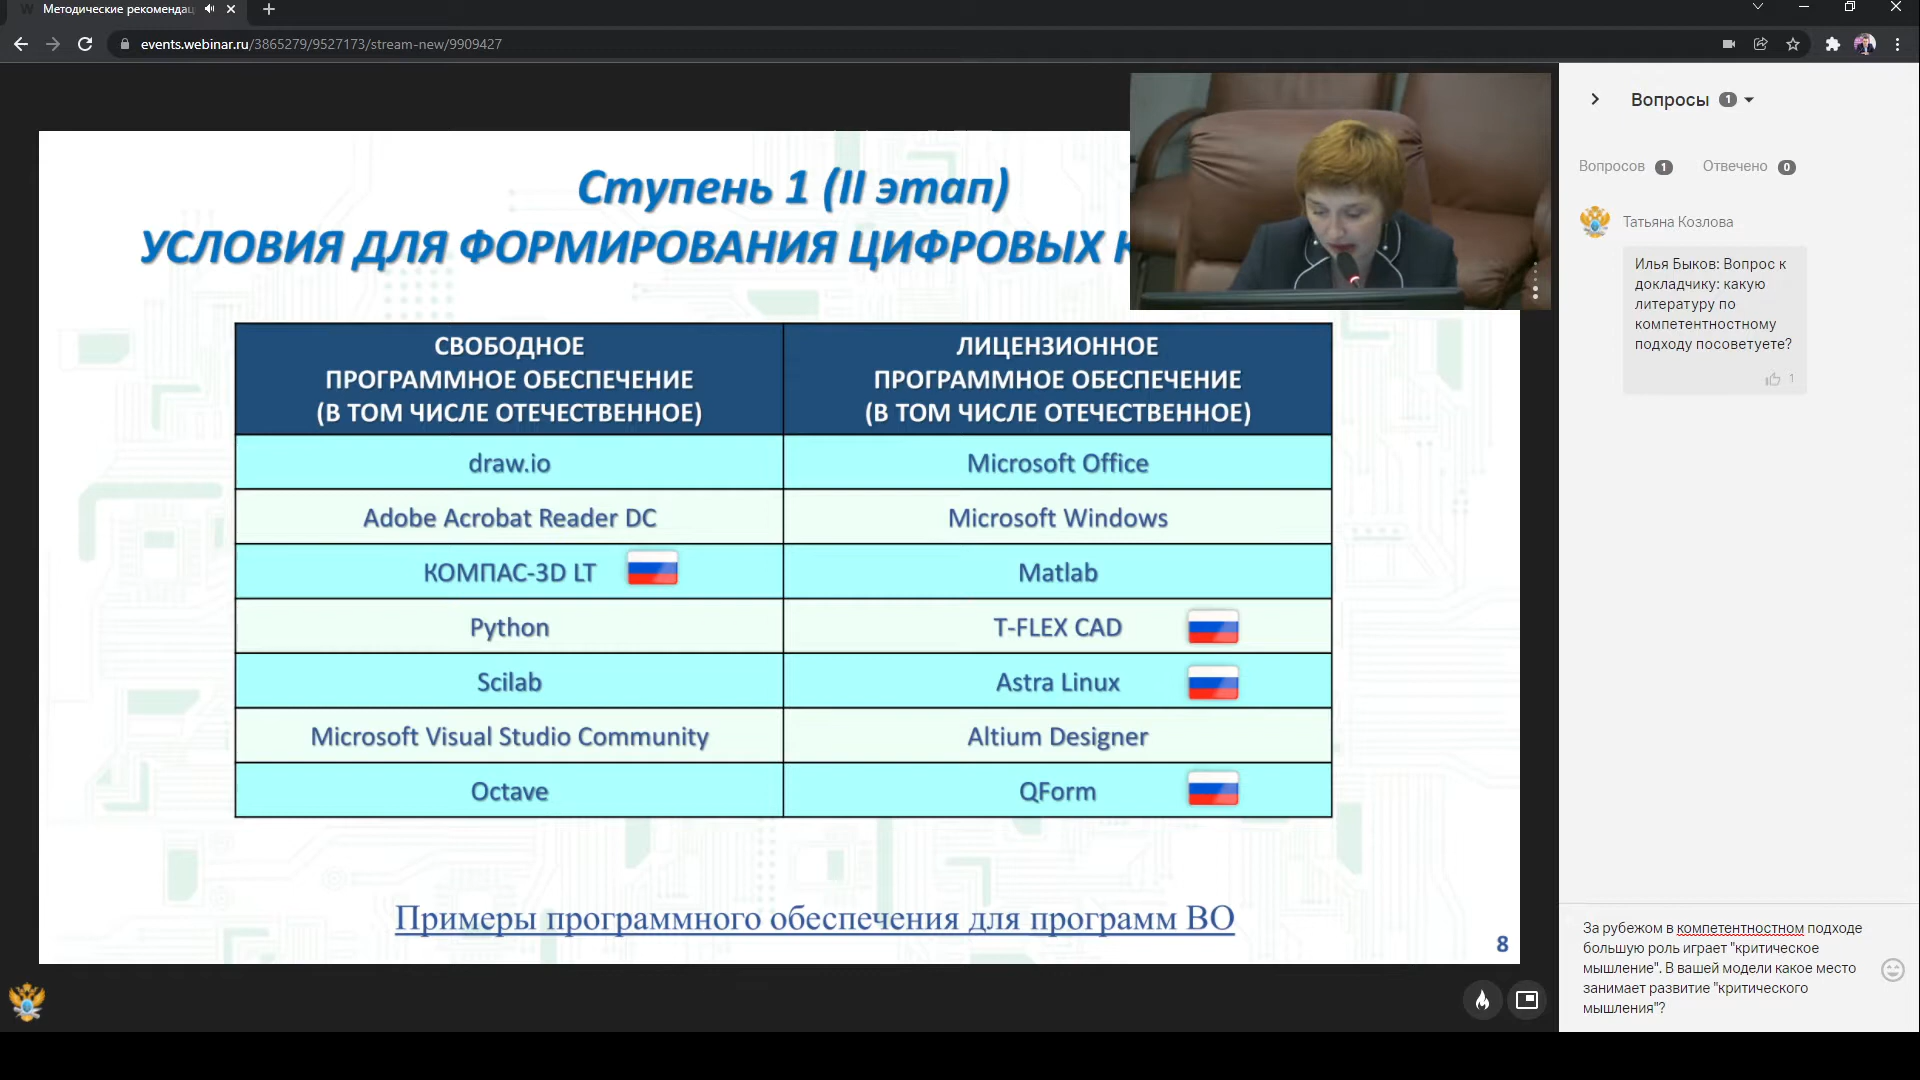 Методические рекоменда
events.webinar.ru/3865279/9527173/stream-new/9909427
Ступень 1 (II этап)
УСЛОВИЯ ДЛЯ ФОРМИРОВАНИЯ ЦИФРОВЫХ
СВОБОДНОЕ
ПРОГРАММНОЕ ОБЕСПЕЧЕНИЕ
(В ТОМ ЧИСЛЕ ОТЕЧЕСТВЕННОЕ)
ЛИЦЕНЗИОННОЕ
ПРОГРАММНОЕ ОБЕСПЕЧЕНИЕ
(В ТОМ ЧИСЛЕ ОТЕЧЕСТВЕННОЕ)
draw.io
Microsoft Office
Adobe Acrobat Reader DC
Microsoft Windows
КОМПАС-3D LT
Matlab
Python
T-FLEX CAD
Scilab
Astra Linux
Microsoft Visual Studio Community
Altium Designer
Octave
QForm
Примеры программного обеспечения для программ ВО
8
Вопросы 1
Вопросов 1 Отвечено 0
Татьяна Козлова
Илья Быков: Вопрос к
докладчику: какую
литературу по
компетентностному
подходу посоветуете?
1
За рубежом в компетентностном подходе
большую роль играет "критическое
мышление". В вашей модели какое место
занимает развитие "критического
мышления"?